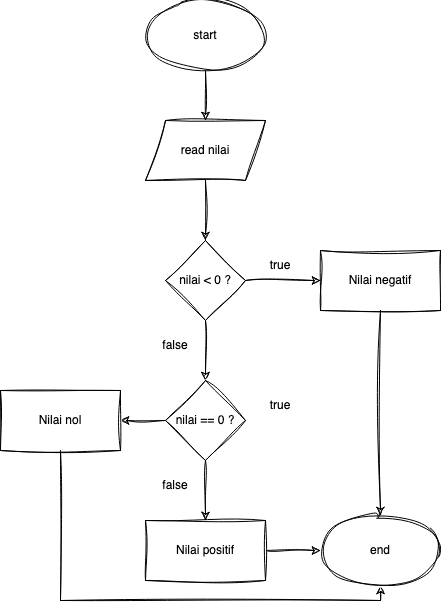 start
read nilai
nilai < 0 ?
true
Nilai negatif
false
Nilai nol
nilai == 0 ?
true
false
Nilai positif
end